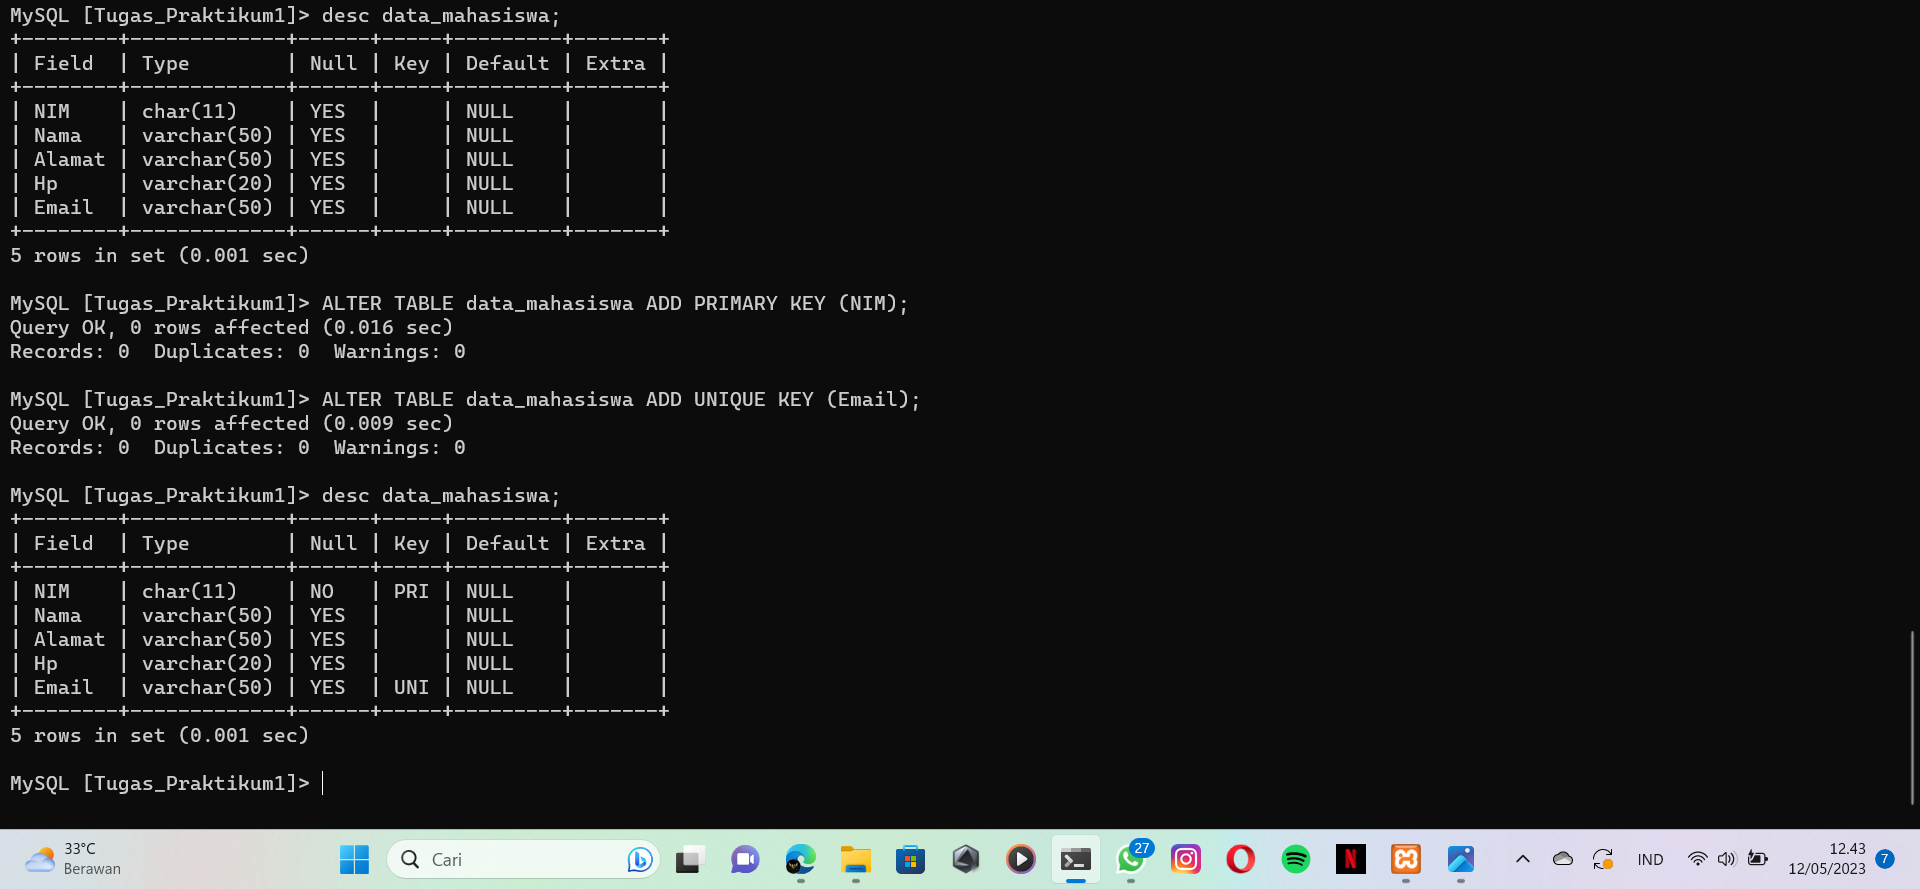 MySQL [Tugas_Praktikum1]> desc data_mahasiswa;
+--------+-------------+------+-----+---------+-------+
| Field  | Type        | Null | Key | Default | Extra |
+--------+-------------+------+-----+---------+-------+
| NIM    | char(11)    | YES  |     | NULL    |       |
| Nama   | varchar(50) | YES  |     | NULL    |       |
| Alamat | varchar(50) | YES  |     | NULL    |       |
| Hp     | varchar(20) | YES  |     | NULL    |       |
| Email  | varchar(50) | YES  |     | NULL    |       |
+--------+-------------+------+-----+---------+-------+
5 rows in set (0.001 sec)
MySQL [Tugas_Praktikum1]> ALTER TABLE data_mahasiswa ADD PRIMARY KEY (NIM);
Query OK, 0 rows affected (0.016 sec)
Records: 0  Duplicates: 0  Warnings: 0
MySQL [Tugas_Praktikum1]> ALTER TABLE data_mahasiswa ADD UNIQUE KEY (Email);
Query OK, 0 rows affected (0.009 sec)
Records: 0  Duplicates: 0  Warnings: 0
MySQL [Tugas_Praktikum1]> desc data_mahasiswa;
+--------+-------------+------+-----+---------+-------+
| Field  | Type        | Null | Key | Default | Extra |
+--------+-------------+------+-----+---------+-------+
| NIM    | char(11)    | NO   | PRI | NULL    |       |
| Nama   | varchar(50) | YES  |     | NULL    |       |
| Alamat | varchar(50) | YES  |     | NULL    |       |
| Hp     | varchar(20) | YES  |     | NULL    |       |
| Email  | varchar(50) | YES  | UNI | NULL    |       |
+--------+-------------+------+-----+---------+-------+
5 rows in set (0.001 sec)
MySQL [Tugas_Praktikum1]>
33°C
Berawan
Cari
27
N
IND
12.43
12/05/2023
7